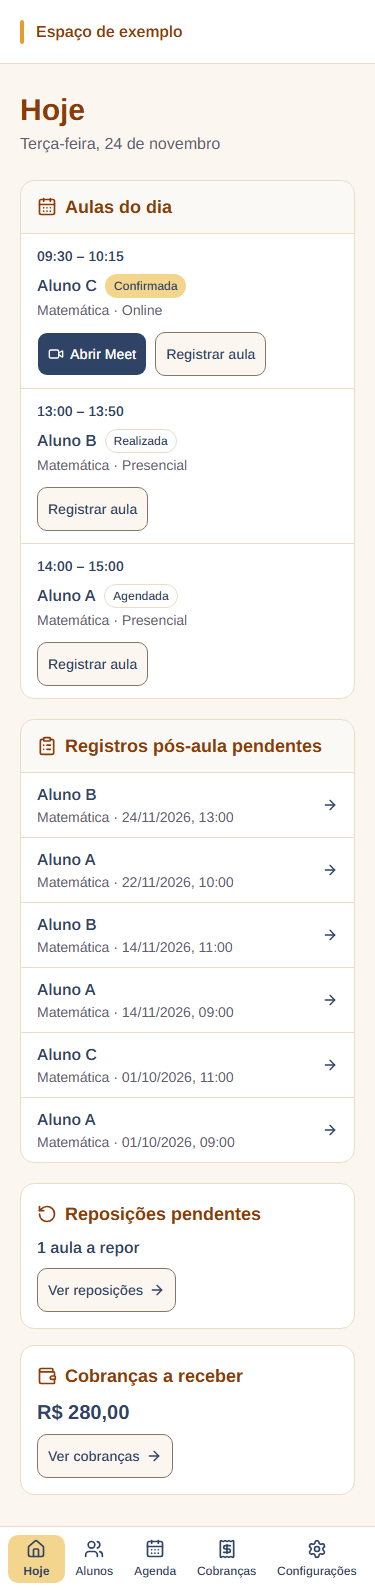 Espaço de exemplo
Hoje
Terça-feira, 24 de novembro
Aulas do dia
09:30 – 10:15
Aluno C Confirmada
Matemática · Online
Abrir Meet Registrar aula
13:00 – 13:50
Aluno B Realizada
Matemática · Presencial
Registrar aula
14:00 – 15:00
Aluno A Agendada
Matemática · Presencial
Registrar aula
Registros pós-aula pendentes
Aluno B
Matemática · 24/11/2026, 13:00
Aluno A
Matemática · 22/11/2026, 10:00
Aluno B
Matemática · 14/11/2026, 11:00
Aluno A
Matemática · 14/11/2026, 09:00
Aluno C
Matemática · 01/10/2026, 11:00
Aluno A
Matemática · 01/10/2026, 09:00
Reposições pendentes
1 aula a repor
Ver reposições
Cobranças a receber
R$ 280,00
Ver cobranças
Hoje Alunos Agenda Cobranças Configurações